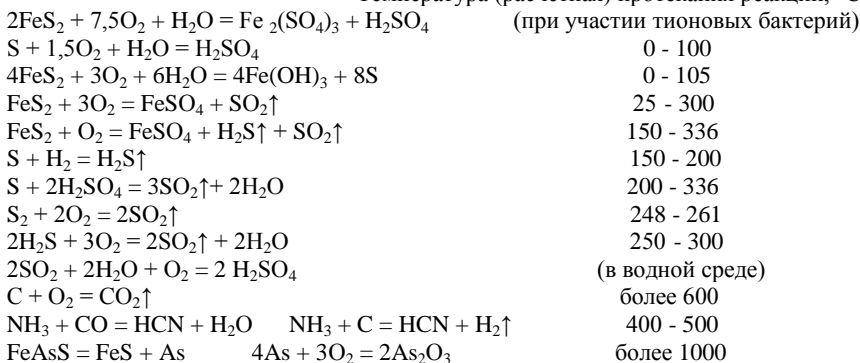 Температура (расчетная) протекания реакции, °С
2FeS₂ + 7,5O₂ + H₂O = Fe ₂(SO₄)₃ + H₂SO₄ (при участии тионовых бактерий)
S + 1,5O₂ + H₂O = H₂SO₄ 0 - 100
4FeS₂ + 3O₂ + 6H₂O = 4Fe(OH)₃ + 8S 0 - 105
FeS₂ + 3O₂ = FeSO₄ + SO₂↑ 25 - 300
FeS₂ + O₂ = FeSO₄ + H₂S↑ + SO₂↑ 150 - 336
S + H₂ = H₂S↑ 150 - 200
S + 2H₂SO₄ = 3SO₂↑+ 2H₂O 200 - 336
S₂ + 2O₂ = 2SO₂↑ 248 - 261
2H₂S + 3O₂ = 2SO₂↑ + 2H₂O 250 - 300
2SO₂ + 2H₂O + O₂ = 2 H₂SO₄ (в водной среде)
C + O₂ = CO₂↑ более 600
NH₃ + CO = HCN + H₂O NH₃ + C = HCN + H₂↑ 400 - 500
FeAsS = FeS + As 4As + 3O₂ = 2As₂O₃ более 1000